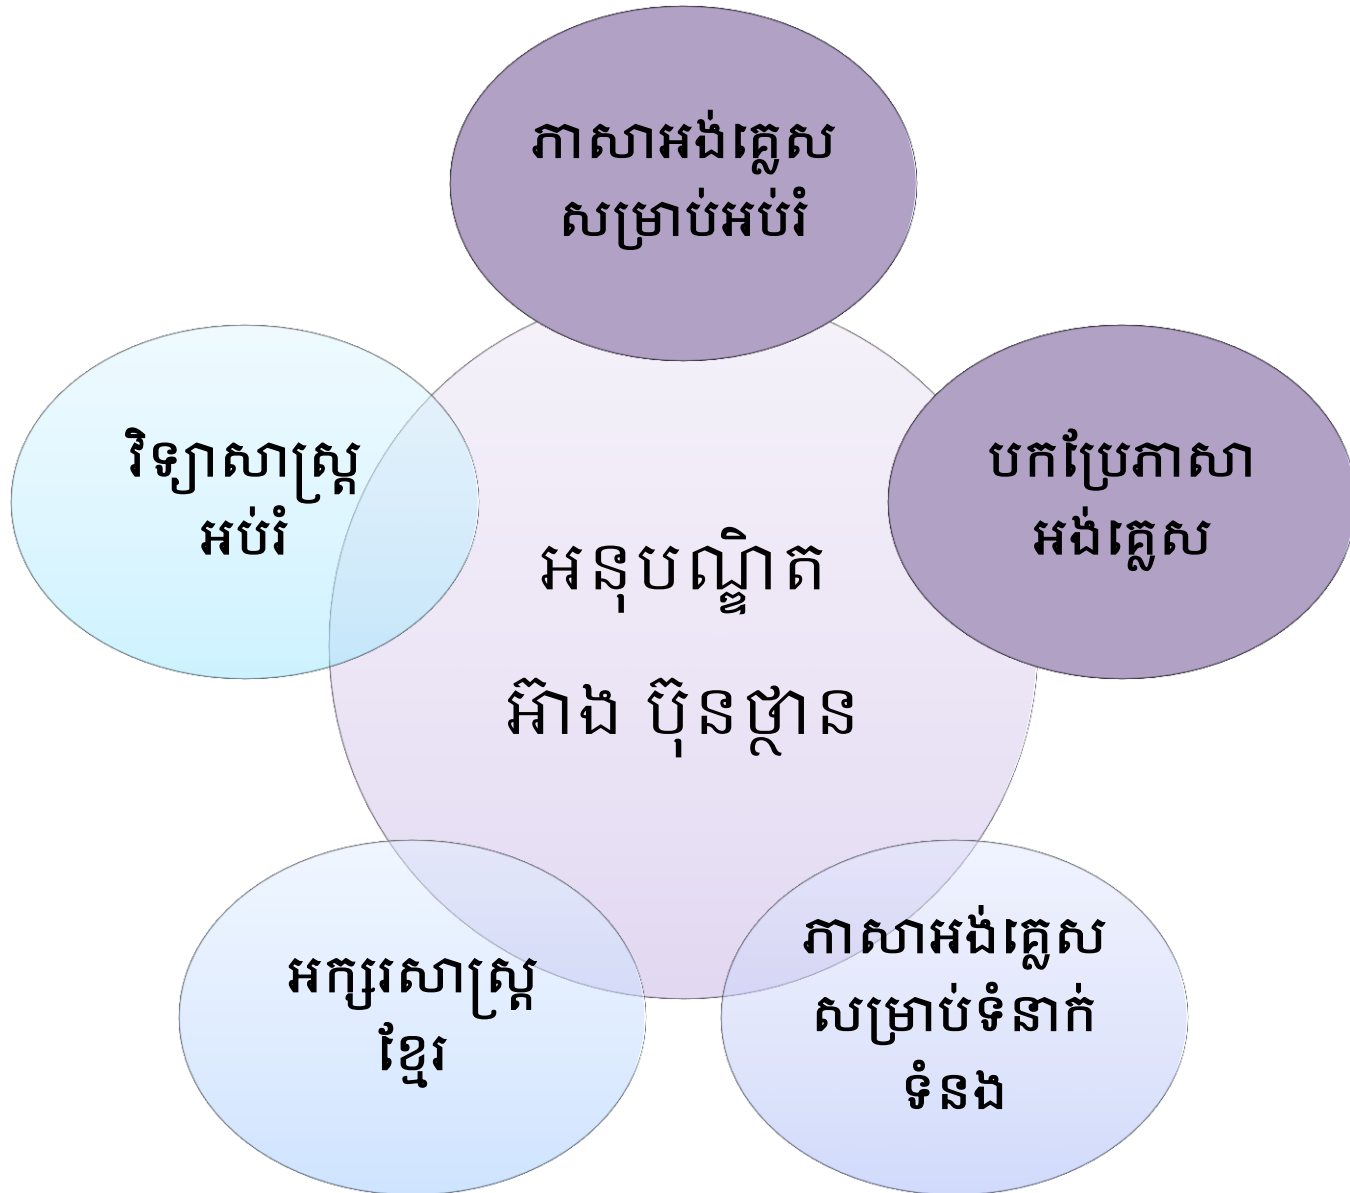 ភាសាអង់គ្លេស
សម្រាប់អប់រំ
វិទ្យាសាស្ត្រ
អប់រំ
បកប្រែភាសា
អង់គ្លេស
អនុបណ្ឌិត
អ៊ាង ប៊ុនថ្ថាន
អក្សរសាស្ត្រ
ខ្មែរ
ភាសាអង់គ្លេស
សម្រាប់ទំនាក់
ទំនង